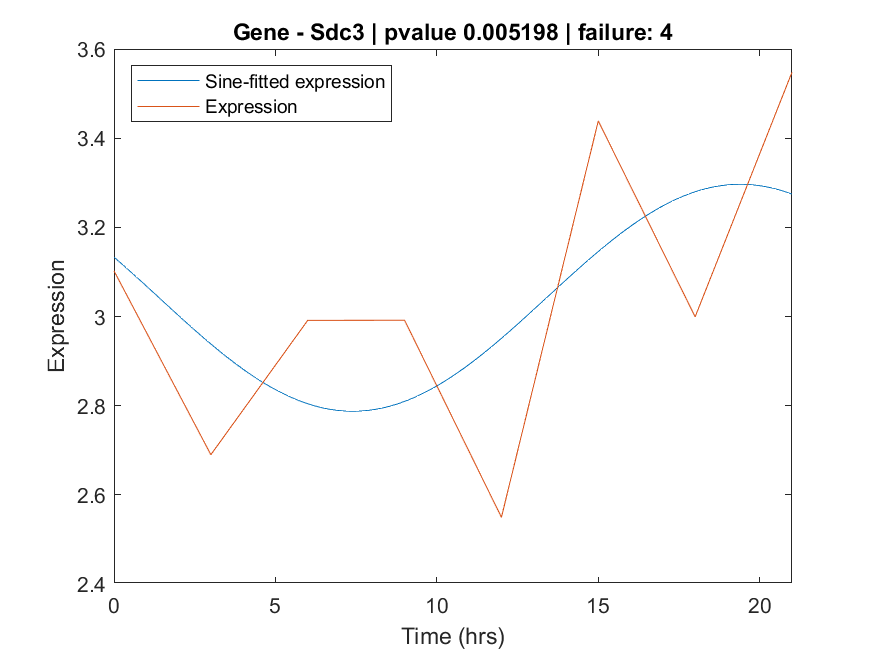 Gene - Sdc3 | pvalue 0.005198 | failure: 4
Sine-fitted expression
Expression
3.6
3.4
3.2
3
2.8
2.6
2.4
Expression
0 5 10 15 20
Time (hrs)